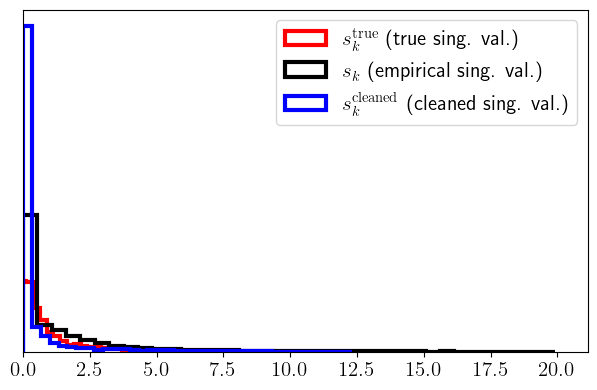 s_k^true (true sing. val.)
s_k (empirical sing. val.)
s_k^cleaned (cleaned sing. val.)
0.0 2.5 5.0 7.5 10.0 12.5 15.0 17.5 20.0